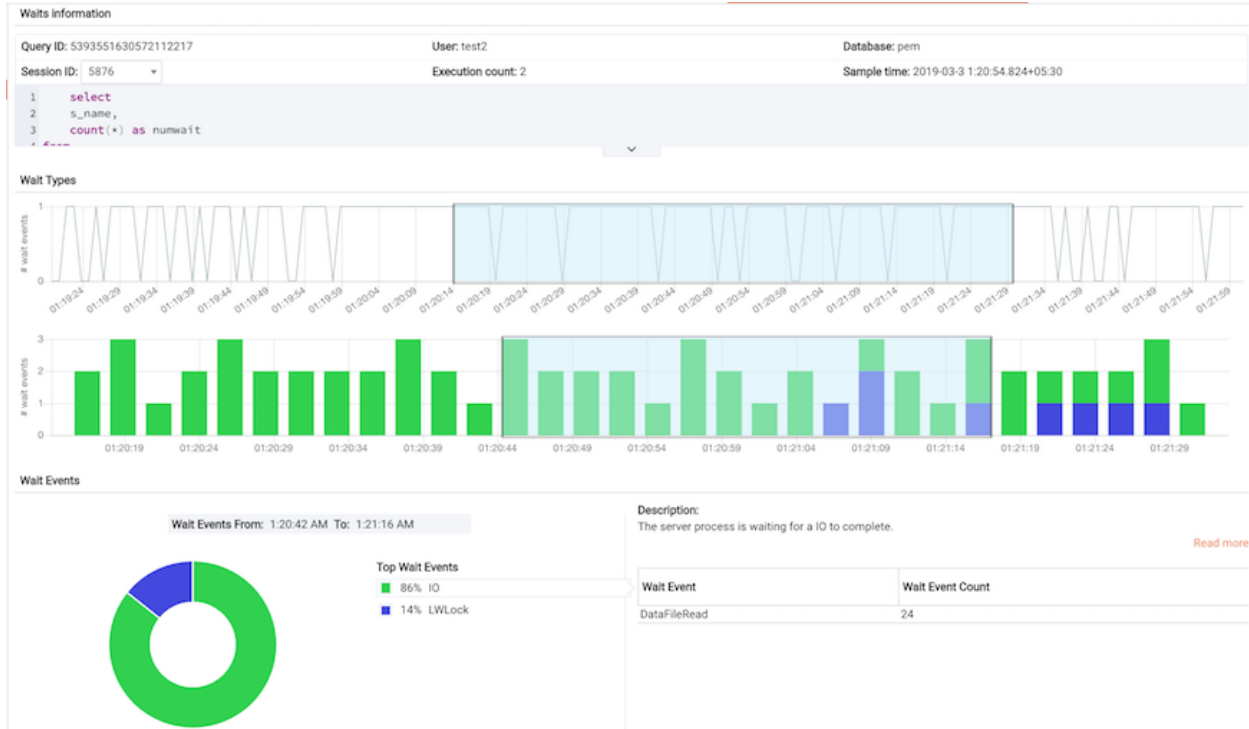 Waits information
Query ID: 5393551630572112217 User: test2 Database: pem
Session ID: 5876 Execution count: 2 Sample time: 2019-03-3 1:20:54.824+05:30
1 select
2 s_name,
3 count(*) as numwait
4 from
Wait Types
# wait events
1
0
01:19:24 01:19:29 01:19:34 01:19:39 01:19:44 01:19:49 01:19:54 01:19:59 01:20:04 01:20:09 01:20:14 01:20:19 01:20:24 01:20:29 01:20:34 01:20:39 01:20:44 01:20:49 01:20:54 01:20:59 01:21:04 01:21:09 01:21:14 01:21:19 01:21:24 01:21:29 01:21:34 01:21:39 01:21:44 01:21:49 01:21:54 01:21:59
# wait events
3
2
1
0
01:20:19 01:20:24 01:20:29 01:20:34 01:20:39 01:20:44 01:20:49 01:20:54 01:20:59 01:21:04 01:21:09 01:21:14 01:21:19 01:21:24 01:21:29
Wait Events
Wait Events From: 1:20:42 AM To: 1:21:16 AM
Top Wait Events
86% IO
14% LWLock
Description:
The server process is waiting for a IO to complete.
Read more
Wait Event Wait Event Count
DataFileRead 24